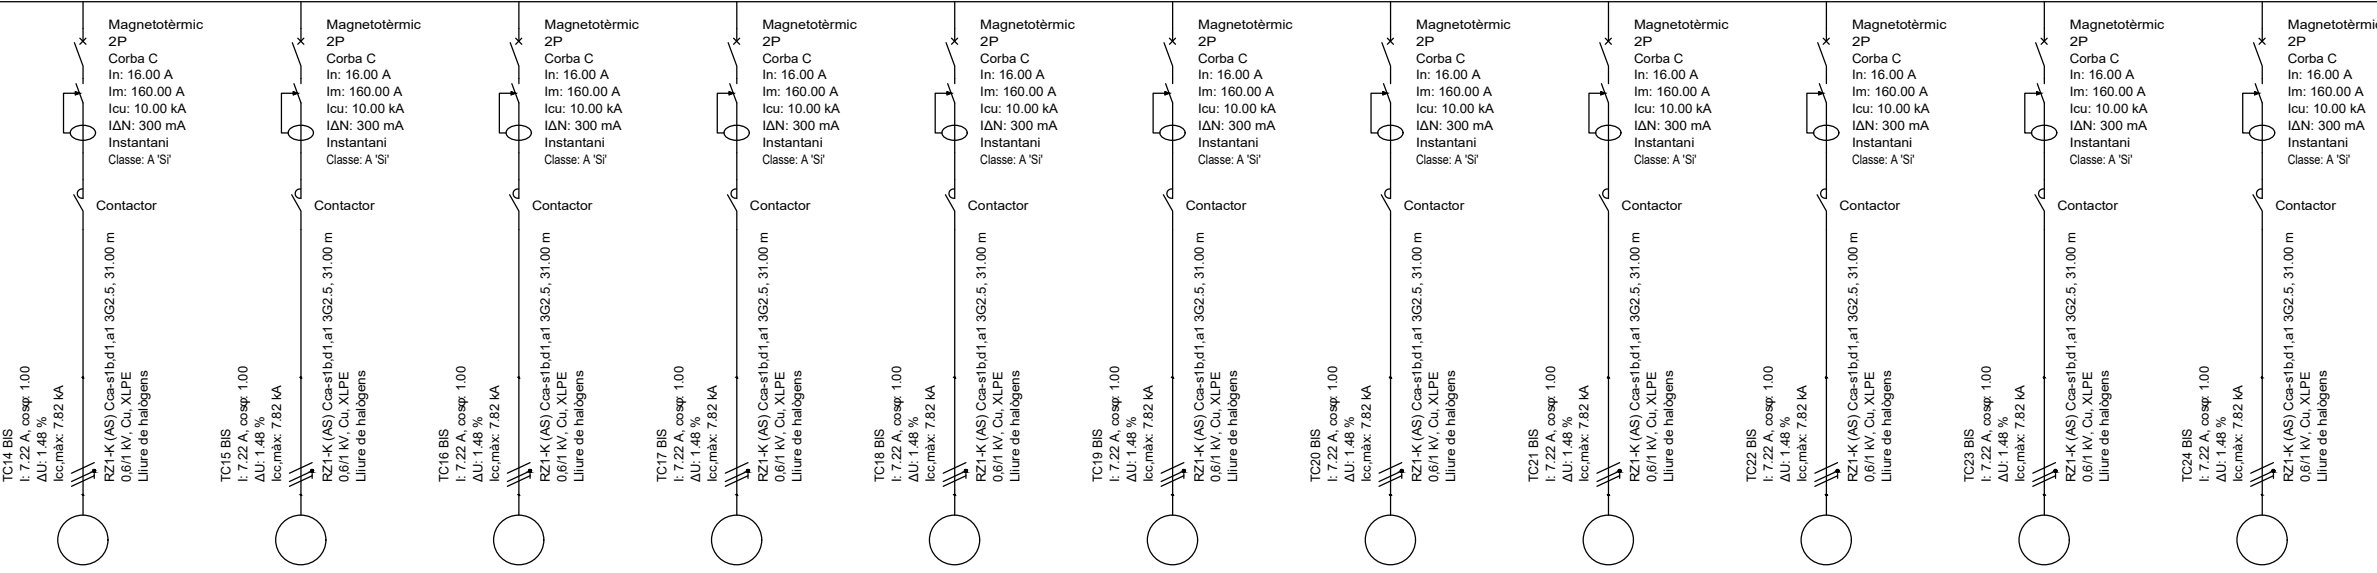 Magnetotèrmic
2P
Corba C
In: 16.00 A
Im: 160.00 A
Icu: 10.00 kA
IΔN: 300 mA
Instantani
Classe: A 'Si'
Contactor
TC14 BIS
I: 7.22 A, cosφ: 1.00
ΔU: 1.48 %
Icc,màx: 7.82 kA
RZ1-K (AS) Cca-s1b,d1,a1 3G2.5, 31.00 m
0,6/1 kV, Cu, XLPE
Lliure de halògens
Magnetotèrmic
2P
Corba C
In: 16.00 A
Im: 160.00 A
Icu: 10.00 kA
IΔN: 300 mA
Instantani
Classe: A 'Si'
Contactor
TC15 BIS
I: 7.22 A, cosφ: 1.00
ΔU: 1.48 %
Icc,màx: 7.82 kA
RZ1-K (AS) Cca-s1b,d1,a1 3G2.5, 31.00 m
0,6/1 kV, Cu, XLPE
Lliure de halògens
Magnetotèrmic
2P
Corba C
In: 16.00 A
Im: 160.00 A
Icu: 10.00 kA
IΔN: 300 mA
Instantani
Classe: A 'Si'
Contactor
TC16 BIS
I: 7.22 A, cosφ: 1.00
ΔU: 1.48 %
Icc,màx: 7.82 kA
RZ1-K (AS) Cca-s1b,d1,a1 3G2.5, 31.00 m
0,6/1 kV, Cu, XLPE
Lliure de halògens
Magnetotèrmic
2P
Corba C
In: 16.00 A
Im: 160.00 A
Icu: 10.00 kA
IΔN: 300 mA
Instantani
Classe: A 'Si'
Contactor
TC17 BIS
I: 7.22 A, cosφ: 1.00
ΔU: 1.48 %
Icc,màx: 7.82 kA
RZ1-K (AS) Cca-s1b,d1,a1 3G2.5, 31.00 m
0,6/1 kV, Cu, XLPE
Lliure de halògens
Magnetotèrmic
2P
Corba C
In: 16.00 A
Im: 160.00 A
Icu: 10.00 kA
IΔN: 300 mA
Instantani
Classe: A 'Si'
Contactor
TC18 BIS
I: 7.22 A, cosφ: 1.00
ΔU: 1.48 %
Icc,màx: 7.82 kA
RZ1-K (AS) Cca-s1b,d1,a1 3G2.5, 31.00 m
0,6/1 kV, Cu, XLPE
Lliure de halògens
Magnetotèrmic
2P
Corba C
In: 16.00 A
Im: 160.00 A
Icu: 10.00 kA
IΔN: 300 mA
Instantani
Classe: A 'Si'
Contactor
TC19 BIS
I: 7.22 A, cosφ: 1.00
ΔU: 1.48 %
Icc,màx: 7.82 kA
RZ1-K (AS) Cca-s1b,d1,a1 3G2.5, 31.00 m
0,6/1 kV, Cu, XLPE
Lliure de halògens
Magnetotèrmic
2P
Corba C
In: 16.00 A
Im: 160.00 A
Icu: 10.00 kA
IΔN: 300 mA
Instantani
Classe: A 'Si'
Contactor
TC20 BIS
I: 7.22 A, cosφ: 1.00
ΔU: 1.48 %
Icc,màx: 7.82 kA
RZ1-K (AS) Cca-s1b,d1,a1 3G2.5, 31.00 m
0,6/1 kV, Cu, XLPE
Lliure de halògens
Magnetotèrmic
2P
Corba C
In: 16.00 A
Im: 160.00 A
Icu: 10.00 kA
IΔN: 300 mA
Instantani
Classe: A 'Si'
Contactor
TC21 BIS
I: 7.22 A, cosφ: 1.00
ΔU: 1.48 %
Icc,màx: 7.82 kA
RZ1-K (AS) Cca-s1b,d1,a1 3G2.5, 31.00 m
0,6/1 kV, Cu, XLPE
Lliure de halògens
Magnetotèrmic
2P
Corba C
In: 16.00 A
Im: 160.00 A
Icu: 10.00 kA
IΔN: 300 mA
Instantani
Classe: A 'Si'
Contactor
TC22 BIS
I: 7.22 A, cosφ: 1.00
ΔU: 1.48 %
Icc,màx: 7.82 kA
RZ1-K (AS) Cca-s1b,d1,a1 3G2.5, 31.00 m
0,6/1 kV, Cu, XLPE
Lliure de halògens
Magnetotèrmic
2P
Corba C
In: 16.00 A
Im: 160.00 A
Icu: 10.00 kA
IΔN: 300 mA
Instantani
Classe: A 'Si'
Contactor
TC23 BIS
I: 7.22 A, cosφ: 1.00
ΔU: 1.48 %
Icc,màx: 7.82 kA
RZ1-K (AS) Cca-s1b,d1,a1 3G2.5, 31.00 m
0,6/1 kV, Cu, XLPE
Lliure de halògens
Magnetotèrmic
2P
Corba C
In: 16.00 A
Im: 160.00 A
Icu: 10.00 kA
IΔN: 300 mA
Instantani
Classe: A 'Si'
Contactor
TC24 BIS
I: 7.22 A, cosφ: 1.00
ΔU: 1.48 %
Icc,màx: 7.82 kA
RZ1-K (AS) Cca-s1b,d1,a1 3G2.5, 31.00 m
0,6/1 kV, Cu, XLPE
Lliure de halògens